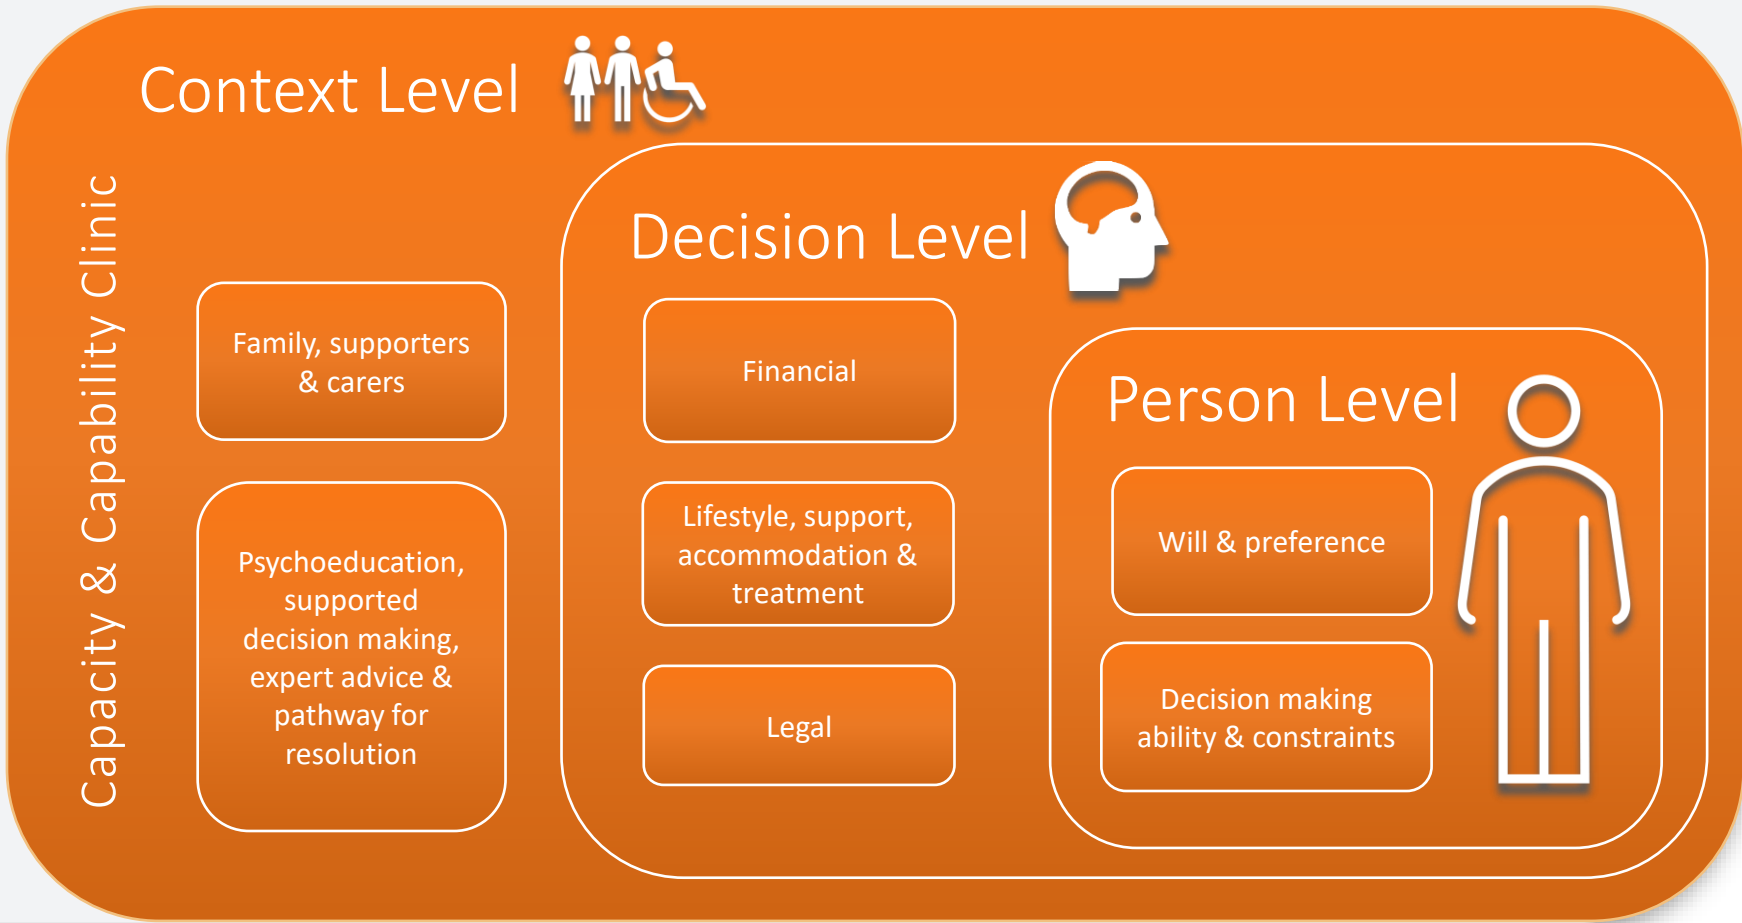 Context Level
Capacity & Capability Clinic
Family, supporters
& carers
Psychoeducation,
supported
decision making,
expert advice &
pathway for
resolution
Decision Level
Financial
Lifestyle, support,
accommodation &
treatment
Legal
Person Level
Will & preference
Decision making
ability & constraints